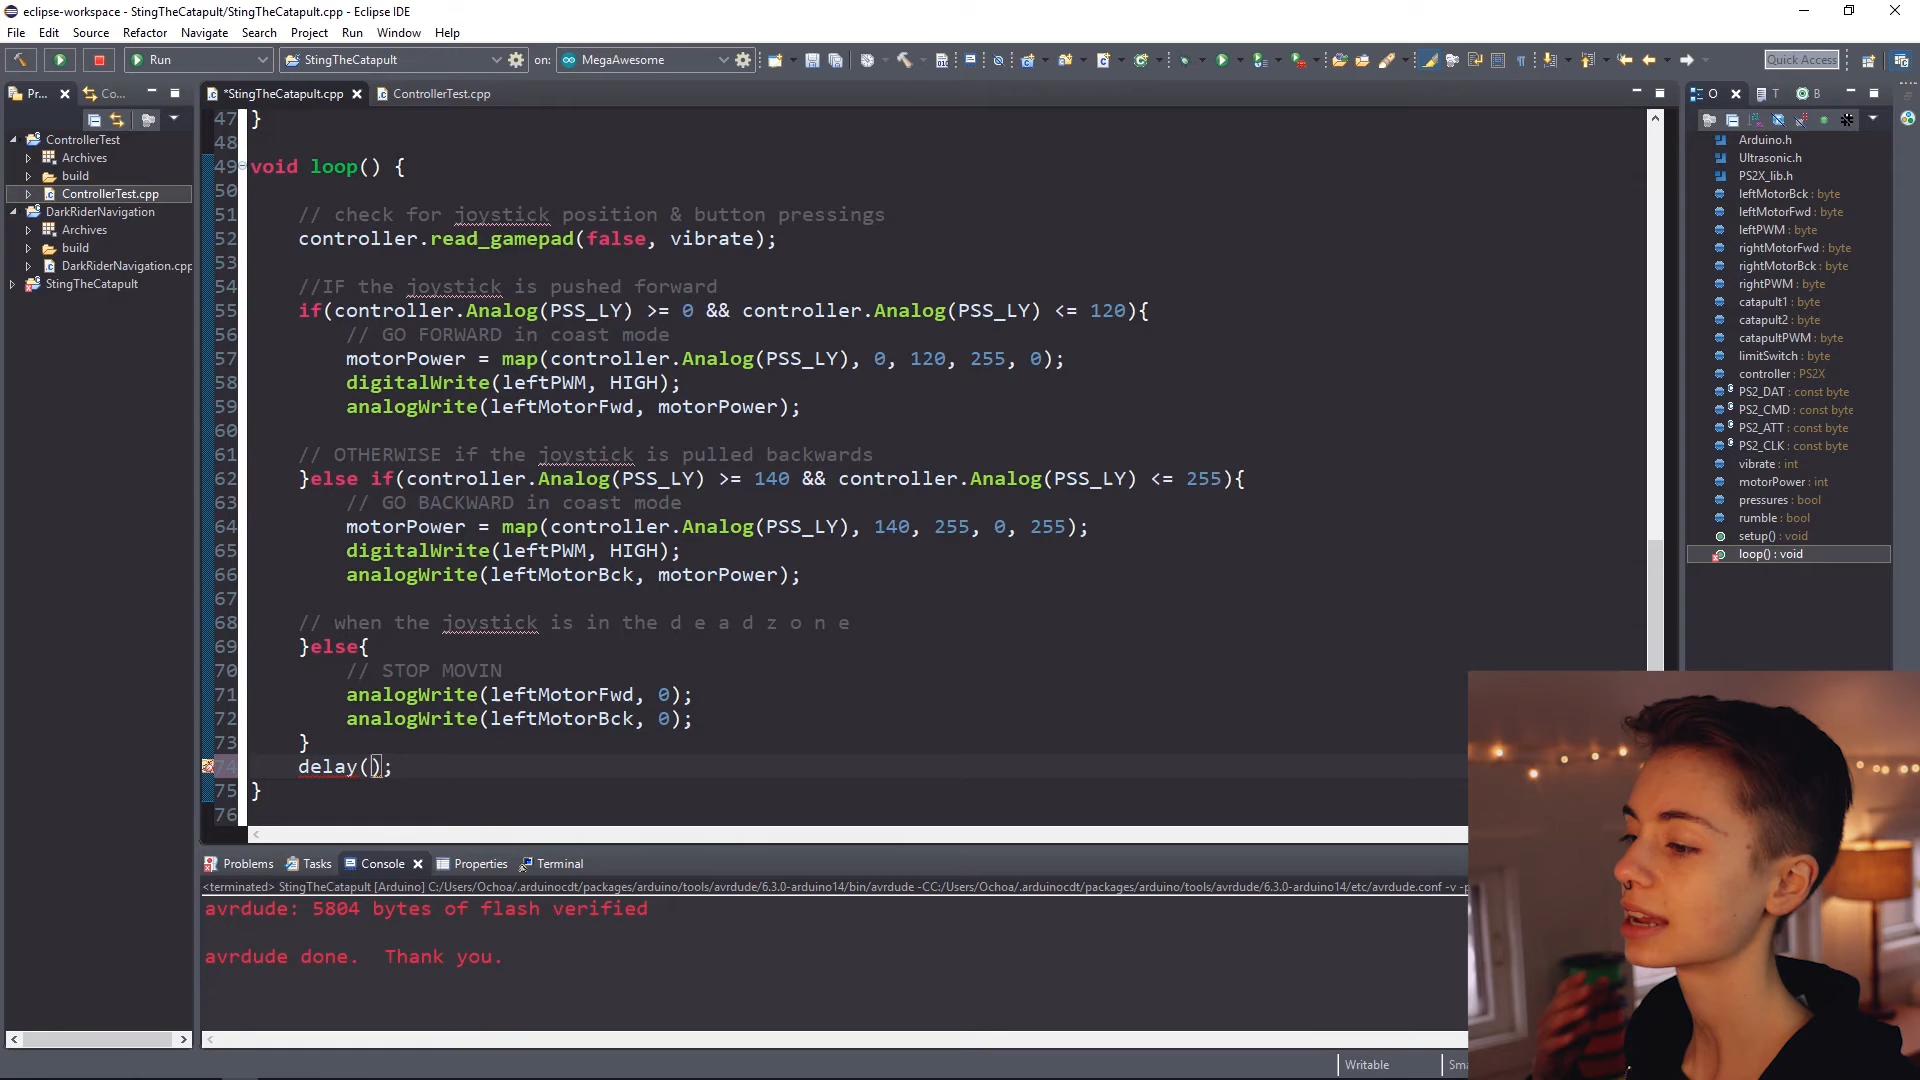 eclipse-workspace - StingTheCatapult/StingTheCatapult.cpp - Eclipse IDE
File Edit Source Refactor Navigate Search Project Run Window Help
Run StingTheCatapult on: MegaAwesome Quick Access
Pr... Co... *StingTheCatapult.cpp ControllerTest.cpp O T B
ControllerTest
Archives
build
ControllerTest.cpp
DarkRiderNavigation
Archives
build
DarkRiderNavigation.cpp
StingTheCatapult
47 }
48
49 void loop() {
50
51 // check for joystick position & button pressings
52 controller.read_gamepad(false, vibrate);
53
54 //IF the joystick is pushed forward
55 if(controller.Analog(PSS_LY) >= 0 && controller.Analog(PSS_LY) <= 120){
56 // GO FORWARD in coast mode
57 motorPower = map(controller.Analog(PSS_LY), 0, 120, 255, 0);
58 digitalWrite(leftPWM, HIGH);
59 analogWrite(leftMotorFwd, motorPower);
60
61 // OTHERWISE if the joystick is pulled backwards
62 }else if(controller.Analog(PSS_LY) >= 140 && controller.Analog(PSS_LY) <= 255){
63 // GO BACKWARD in coast mode
64 motorPower = map(controller.Analog(PSS_LY), 140, 255, 0, 255);
65 digitalWrite(leftPWM, HIGH);
66 analogWrite(leftMotorBck, motorPower);
67
68 // when the joystick is in the d e a d z o n e
69 }else{
70 // STOP MOVIN
71 analogWrite(leftMotorFwd, 0);
72 analogWrite(leftMotorBck, 0);
73 }
74 delay();
75 }
76
Arduino.h
Ultrasonic.h
PS2X_lib.h
leftMotorBck : byte
leftMotorFwd : byte
leftPWM : byte
rightMotorFwd : byte
rightMotorBck : byte
rightPWM : byte
catapult1 : byte
catapult2 : byte
catapultPWM : byte
limitSwitch : byte
controller : PS2X
PS2_DAT : const byte
PS2_CMD : const byte
PS2_ATT : const byte
PS2_CLK : const byte
vibrate : int
motorPower : int
pressures : bool
rumble : bool
setup() : void
loop() : void
Problems Tasks Console Properties Terminal
<terminated> StingTheCatapult [Arduino] C:/Users/Ochoa/.arduinocdt/packages/arduino/tools/avrdude/6.3.0-arduino14/bin/avrdude -CC:/Users/Ochoa/.arduinocdt/packages/arduino/tools/avrdude/6.3.0-arduino14/etc/avrdude.conf -v -p
avrdude: 5804 bytes of flash verified
avrdude done. Thank you.
Writable Sma